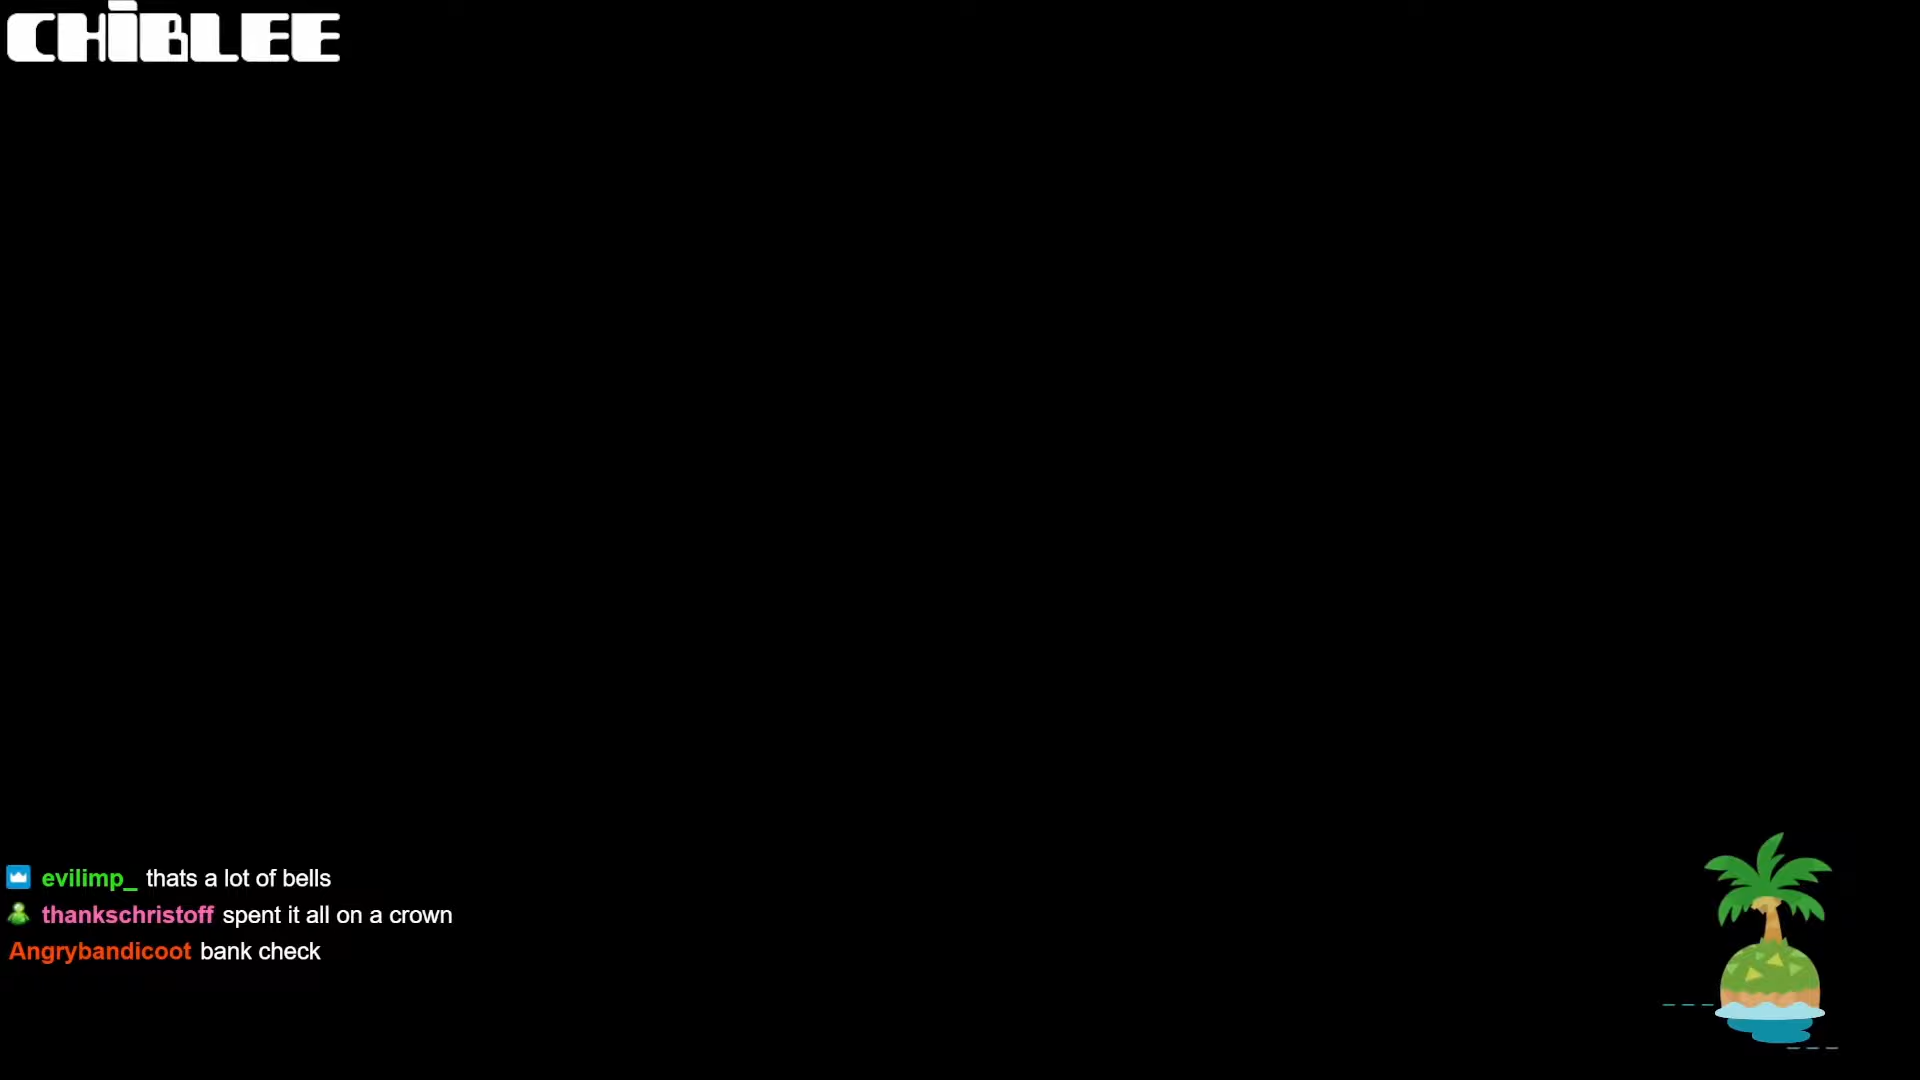 CHiBLEE
evilimp_ thats a lot of bells
thankschristoff spent it all on a crown
Angrybandicoot bank check